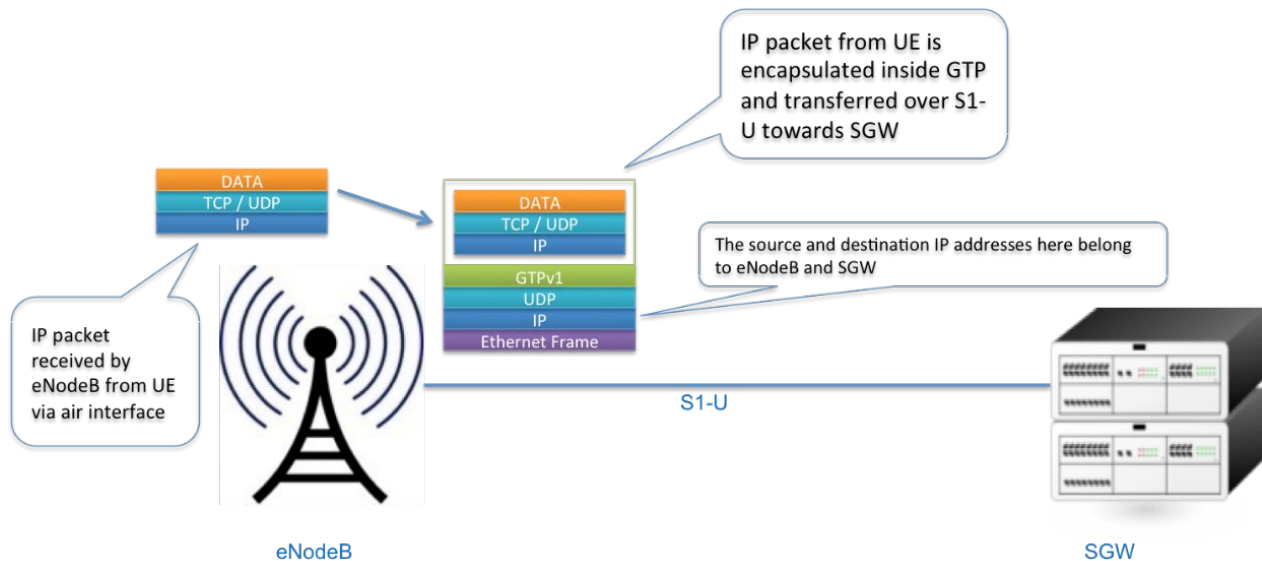 IP packet from UE is
encapsulated inside GTP
and transferred over S1-
U towards SGW
DATA
TCP / UDP
IP
DATA
TCP / UDP
IP
GTPv1
UDP
IP
Ethernet Frame
The source and destination IP addresses here belong
to eNodeB and SGW
IP packet
received by
eNodeB from UE
via air interface
S1-U
eNodeB
SGW